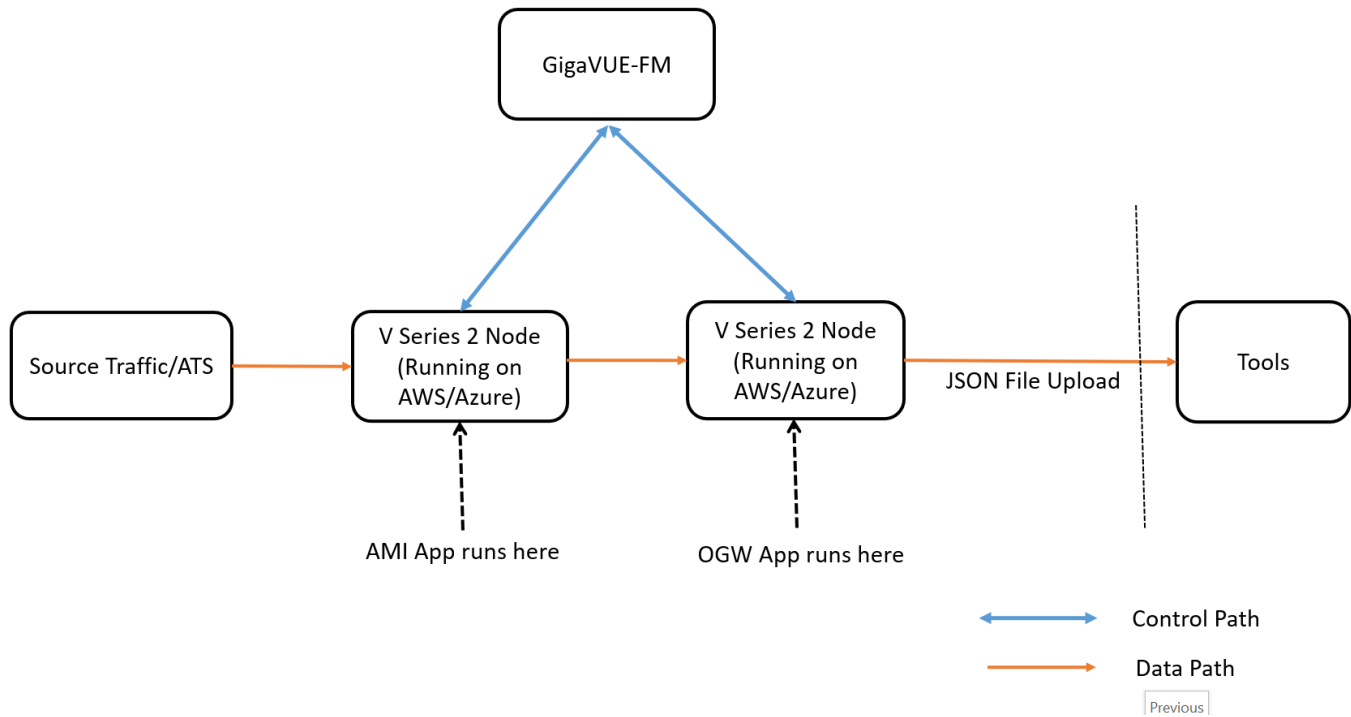 GigaVUE-FM
Source Traffic/ATS
V Series 2 Node
(Running on
AWS/Azure)
V Series 2 Node
(Running on
AWS/Azure)
JSON File Upload
Tools
AMI App runs here
OGW App runs here
Control Path
Data Path
Previous